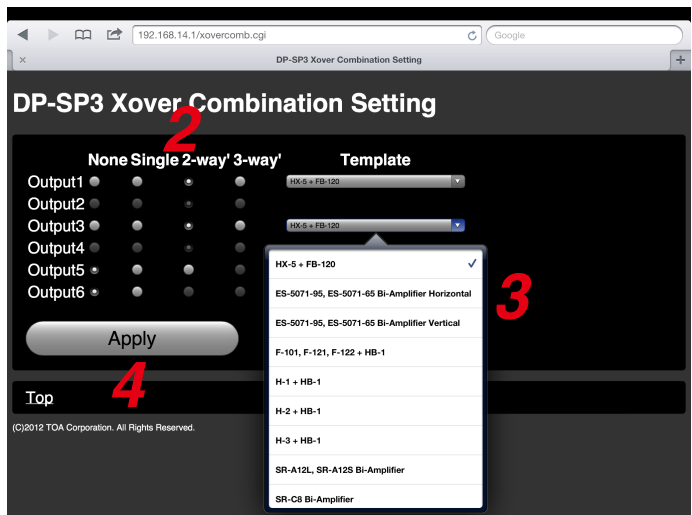 192.168.14.1/xovercomb.cgi
Google
DP-SP3 Xover Combination Setting
DP-SP3 Xover Combination Setting
2
None Single 2-way' 3-way' Template
Output1 HX-5 + FB-120
Output2
Output3 HX-5 + FB-120
Output4
Output5
Output6
HX-5 + FB-120
ES-5071-95, ES-5071-65 Bi-Amplifier Horizontal
3
ES-5071-95, ES-5071-65 Bi-Amplifier Vertical
F-101, F-121, F-122 + HB-1
H-1 + HB-1
H-2 + HB-1
H-3 + HB-1
SR-A12L, SR-A12S Bi-Amplifier
SR-C8 Bi-Amplifier
Apply
4
Top
(C)2012 TOA Corporation. All Rights Reserved.